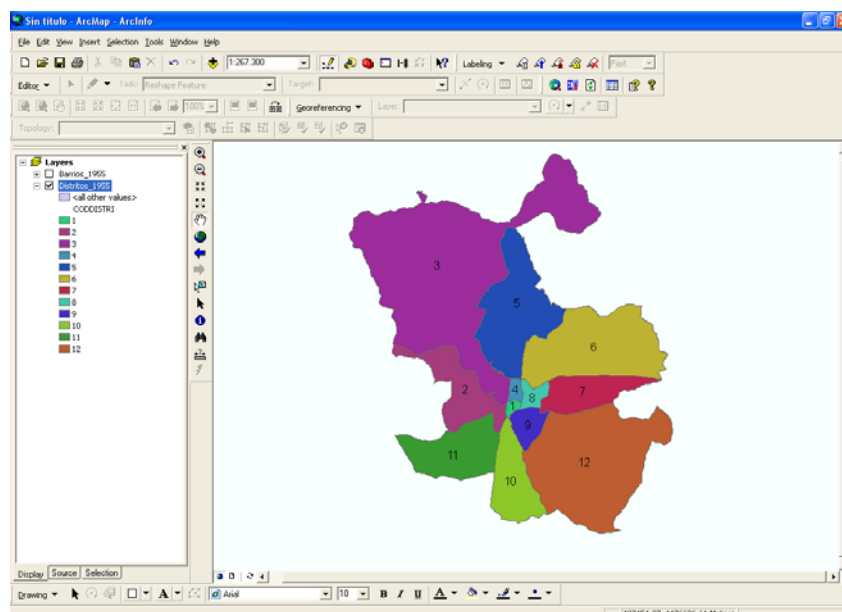 Sin titulo - ArcMap - ArcInfo
File Edit View Insert Selection Tools Window Help
1:267.300 Labeling Fast
Editor Task: Reshape Feature Target:
100% Georeferencing Layer:
Topology:
Layers
Barrios_1955
Distritos_1955
<all other values>
CODDISTRI
1
2
3
4
5
6
7
8
9
10
11
12
3
5
6
4
2
8
7
1
9
11
12
10
Display Source Selection
Drawing A Arial 10 B I U A